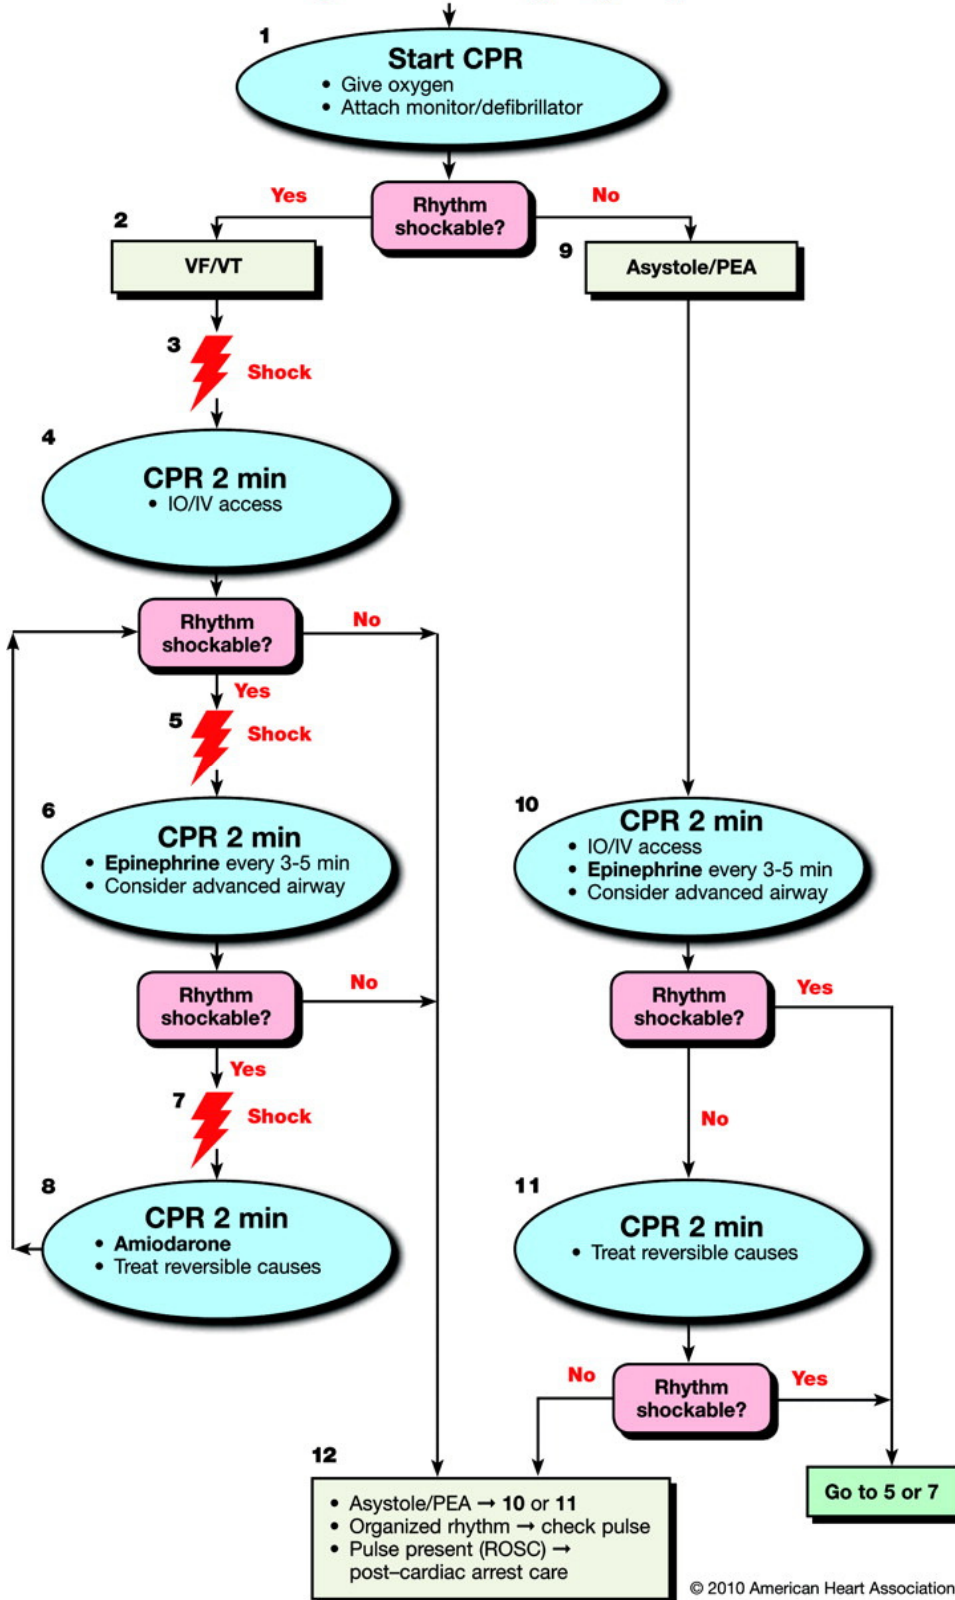 1
Start CPR
• Give oxygen
• Attach monitor/defibrillator
Rhythm
shockable?
Yes
No
2
VF/VT
9
Asystole/PEA
3
Shock
4
CPR 2 min
• IO/IV access
Rhythm
shockable?
No
Yes
5
Shock
6
CPR 2 min
• Epinephrine every 3-5 min
• Consider advanced airway
10
CPR 2 min
• IO/IV access
• Epinephrine every 3-5 min
• Consider advanced airway
Rhythm
shockable?
No
Yes
Rhythm
shockable?
Yes
No
7
Shock
8
CPR 2 min
• Amiodarone
• Treat reversible causes
11
CPR 2 min
• Treat reversible causes
Rhythm
shockable?
No
Yes
12
• Asystole/PEA → 10 or 11
• Organized rhythm → check pulse
• Pulse present (ROSC) →
post–cardiac arrest care
Go to 5 or 7
© 2010 American Heart Association